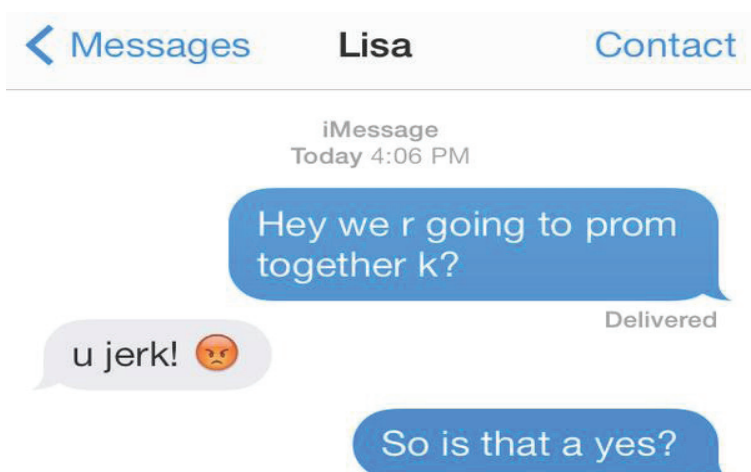 Messages Lisa Contact
iMessage
Today 4:06 PM
Hey we r going to prom
together k?
Delivered
u jerk! 😡
So is that a yes?